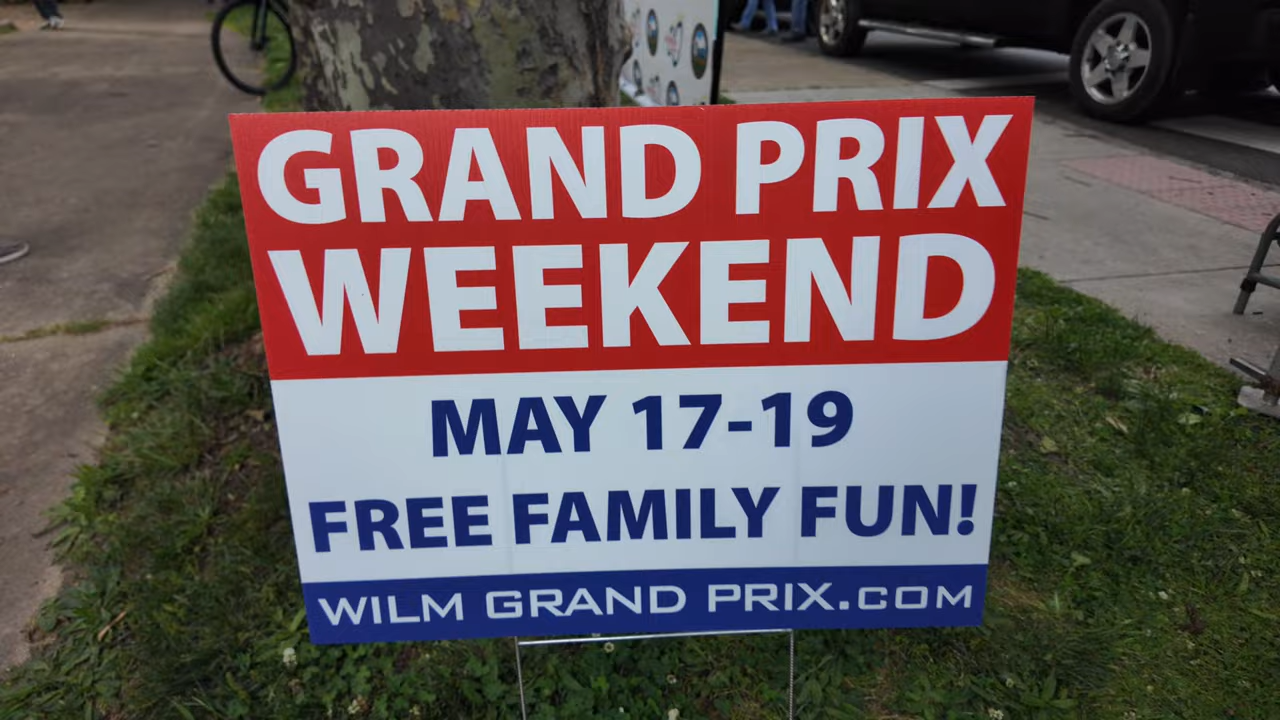 GRAND PRIX
WEEKEND
MAY 17-19
FREE FAMILY FUN!
WILM GRAND PRIX.COM